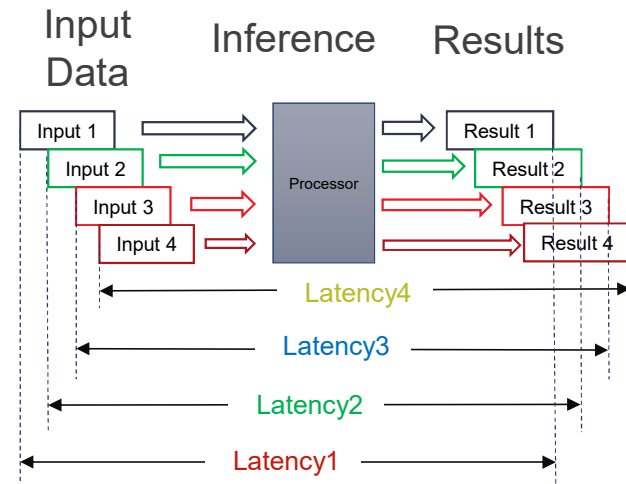 Input
Data
Inference
Results
Input 1
Result 1
Input 2
Result 2
Processor
Input 3
Result 3
Input 4
Result 4
Latency4
Latency3
Latency2
Latency1